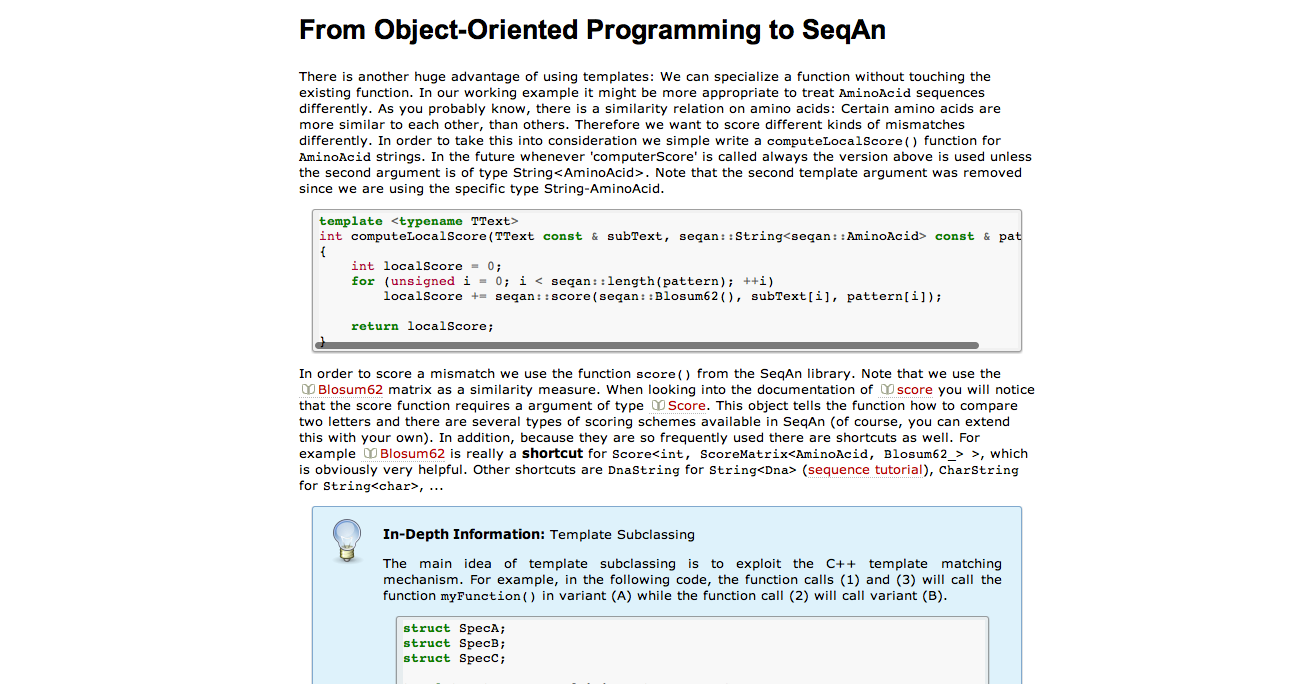 From Object-Oriented Programming to SeqAn
There is another huge advantage of using templates: We can specialize a function without touching the
existing function. In our working example it might be more appropriate to treat AminoAcid sequences
differently. As you probably know, there is a similarity relation on amino acids: Certain amino acids are
more similar to each other, than others. Therefore we want to score different kinds of mismatches
differently. In order to take this into consideration we simple write a computeLocalScore() function for
AminoAcid strings. In the future whenever 'computerScore' is called always the version above is used unless
the second argument is of type String<AminoAcid>. Note that the second template argument was removed
since we are using the specific type String-AminoAcid.
template <typename TText>
int computeLocalScore(TText const & subText, seqan::String<seqan::AminoAcid> const & pat
{
    int localScore = 0;
    for (unsigned i = 0; i < seqan::length(pattern); ++i)
        localScore += seqan::score(seqan::Blosum62(), subText[i], pattern[i]);
    return localScore;
}
In order to score a mismatch we use the function score() from the SeqAn library. Note that we use the
Blosum62 matrix as a similarity measure. When looking into the documentation of score you will notice
that the score function requires a argument of type Score. This object tells the function how to compare
two letters and there are several types of scoring schemes available in SeqAn (of course, you can extend
this with your own). In addition, because they are so frequently used there are shortcuts as well. For
example Blosum62 is really a shortcut for Score<int, ScoreMatrix<AminoAcid, Blosum62_> >, which
is obviously very helpful. Other shortcuts are DnaString for String<Dna> (sequence tutorial), CharString
for String<char>, ...
In-Depth Information: Template Subclassing
The main idea of template subclassing is to exploit the C++ template matching
mechanism. For example, in the following code, the function calls (1) and (3) will call the
function myFunction() in variant (A) while the function call (2) will call variant (B).
struct SpecA;
struct SpecB;
struct SpecC;